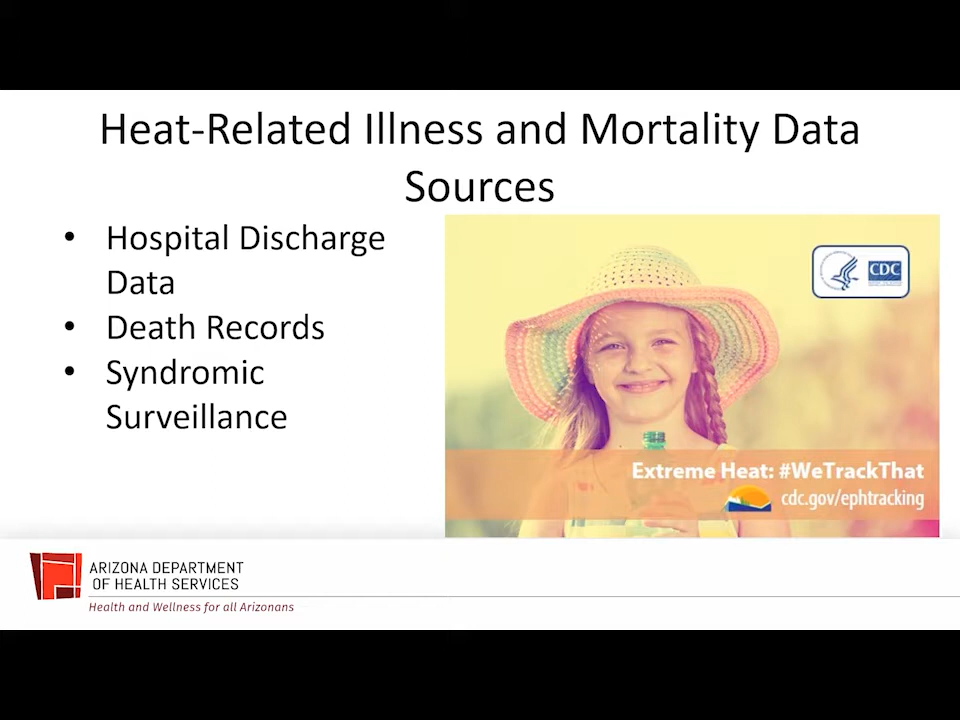 Heat-Related Illness and Mortality Data
Sources
• Hospital Discharge
Data
• Death Records
• Syndromic
Surveillance
CDC
Extreme Heat: #WeTrackThat
cdc.gov/ephtracking
ARIZONA DEPARTMENT
OF HEALTH SERVICES
Health and Wellness for all Arizonans